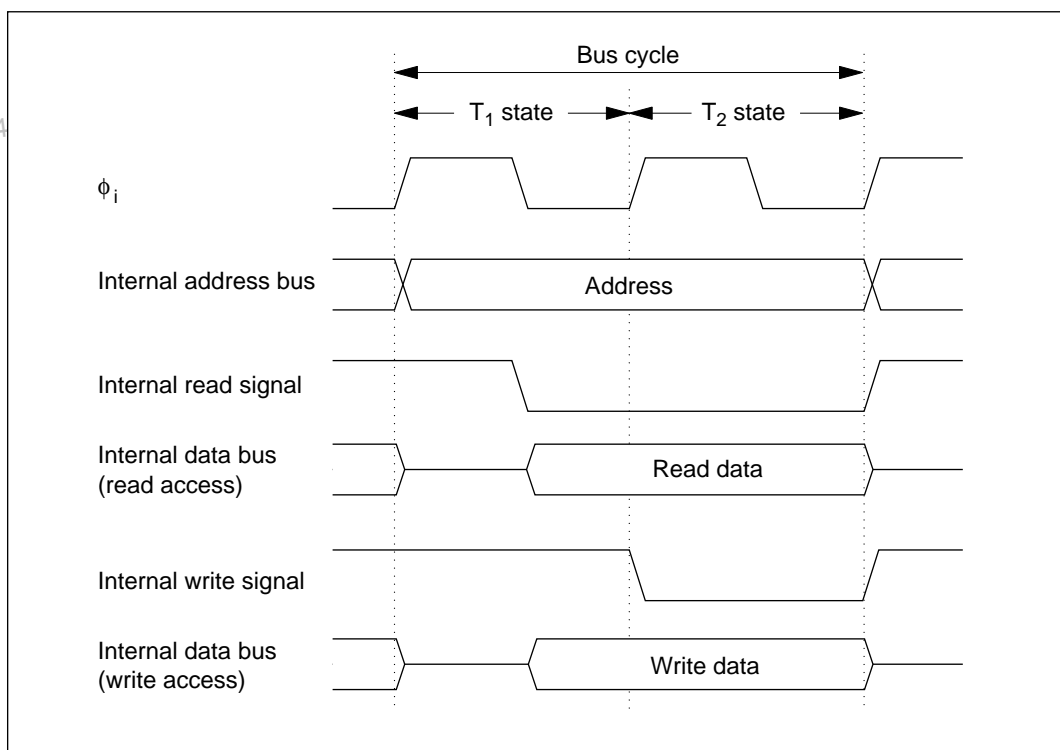 Bus cycle
T₁ state
T₂ state
ϕᵢ
Internal address bus
Address
Internal read signal
Internal data bus
(read access)
Read data
Internal write signal
Internal data bus
(write access)
Write data